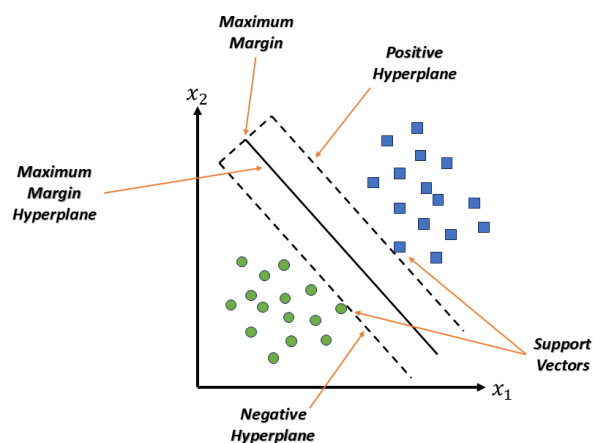 Maximum
Margin
Positive
Hyperplane
x₂
Maximum
Margin
Hyperplane
Support
Vectors
x₁
Negative
Hyperplane